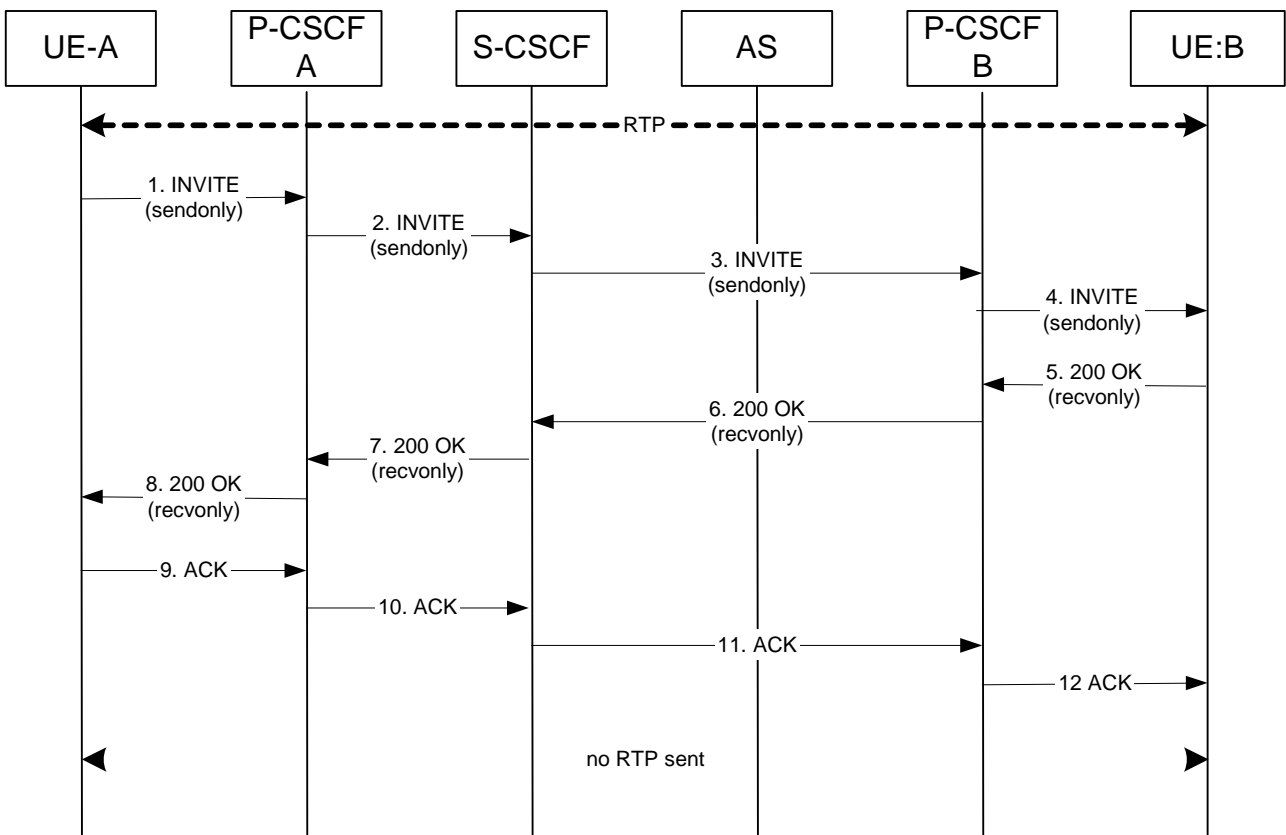 UE-A
P-CSCF
A
S-CSCF
AS
P-CSCF
B
UE:B
RTP
1. INVITE
(sendonly)
2. INVITE
(sendonly)
3. INVITE
(sendonly)
4. INVITE
(sendonly)
5. 200 OK
(recvonly)
6. 200 OK
(recvonly)
7. 200 OK
(recvonly)
8. 200 OK
(recvonly)
9. ACK
10. ACK
11. ACK
12 ACK
no RTP sent